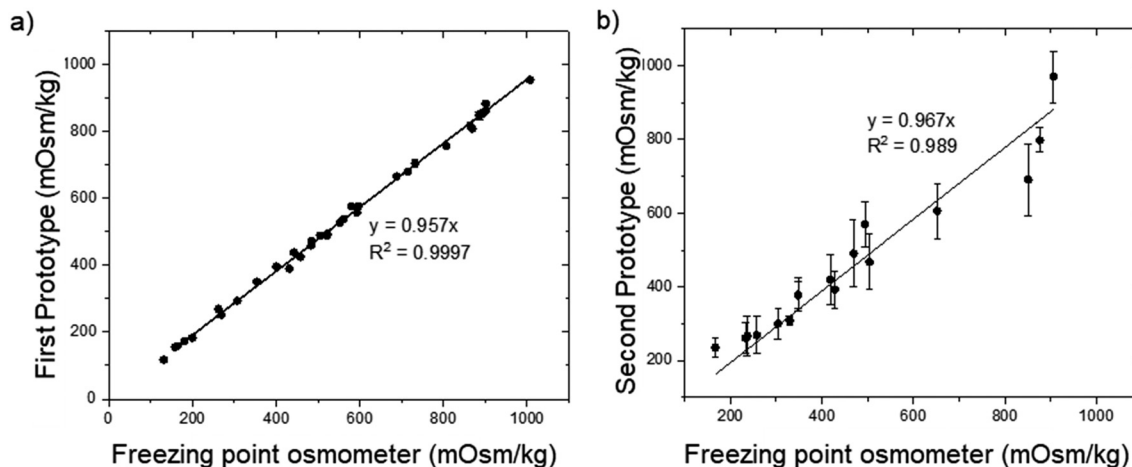 a)
First Prototype (mOsm/kg)
1000
800
600
400
200
0
y = 0.957x
R² = 0.9997
0 200 400 600 800 1000
Freezing point osmometer (mOsm/kg)
b)
Second Prototype (mOsm/kg)
1000
800
600
400
200
y = 0.967x
R² = 0.989
200 400 600 800 1000
Freezing point osmometer (mOsm/kg)